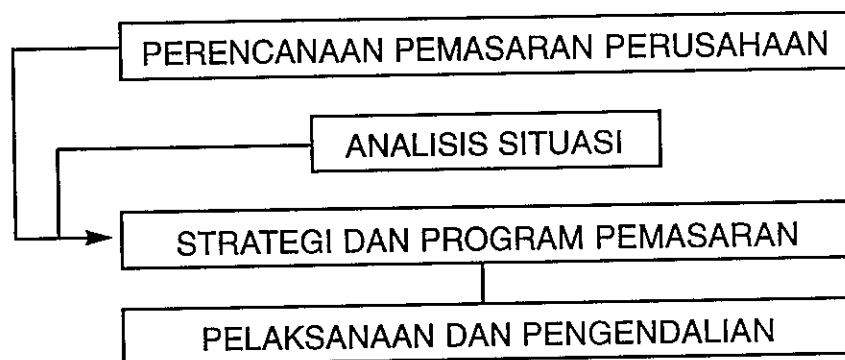 PERENCANAAN PEMASARAN PERUSAHAAN
ANALISIS SITUASI
STRATEGI DAN PROGRAM PEMASARAN
PELAKSANAAN DAN PENGENDALIAN